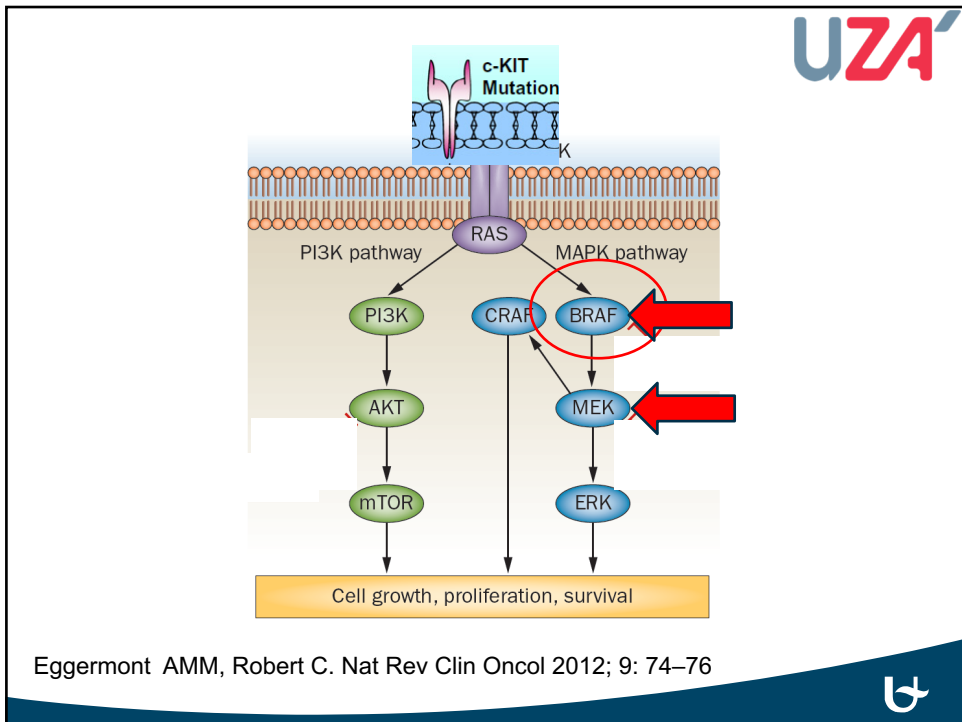 UZA'
c-KIT
Mutation
K
RAS
PI3K pathway
MAPK pathway
PI3K
CRAF
BRAF
AKT
MEK
mTOR
ERK
Cell growth, proliferation, survival
Eggermont AMM, Robert C. Nat Rev Clin Oncol 2012; 9: 74–76